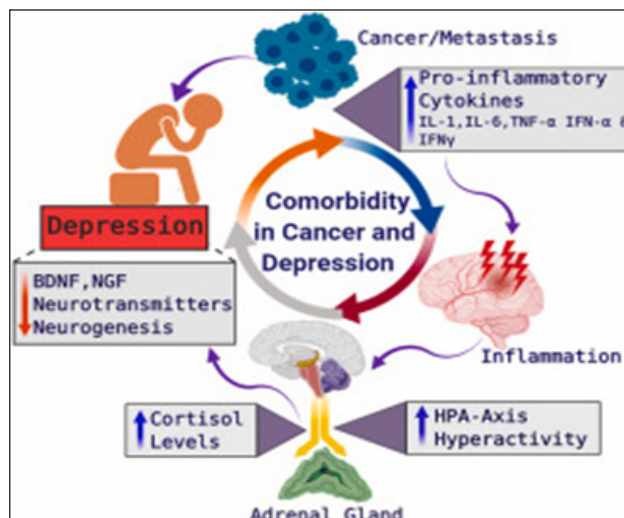 Cancer/Metastasis
Pro-inflammatory
Cytokines
IL-1,IL-6,TNF-α IFN-α &
IFNγ
Comorbidity
in Cancer and
Depression
Depression
BDNF,NGF
Neurotransmitters
Neurogenesis
Inflammation
Cortisol
Levels
HPA-Axis
Hyperactivity
Adrenal Gland